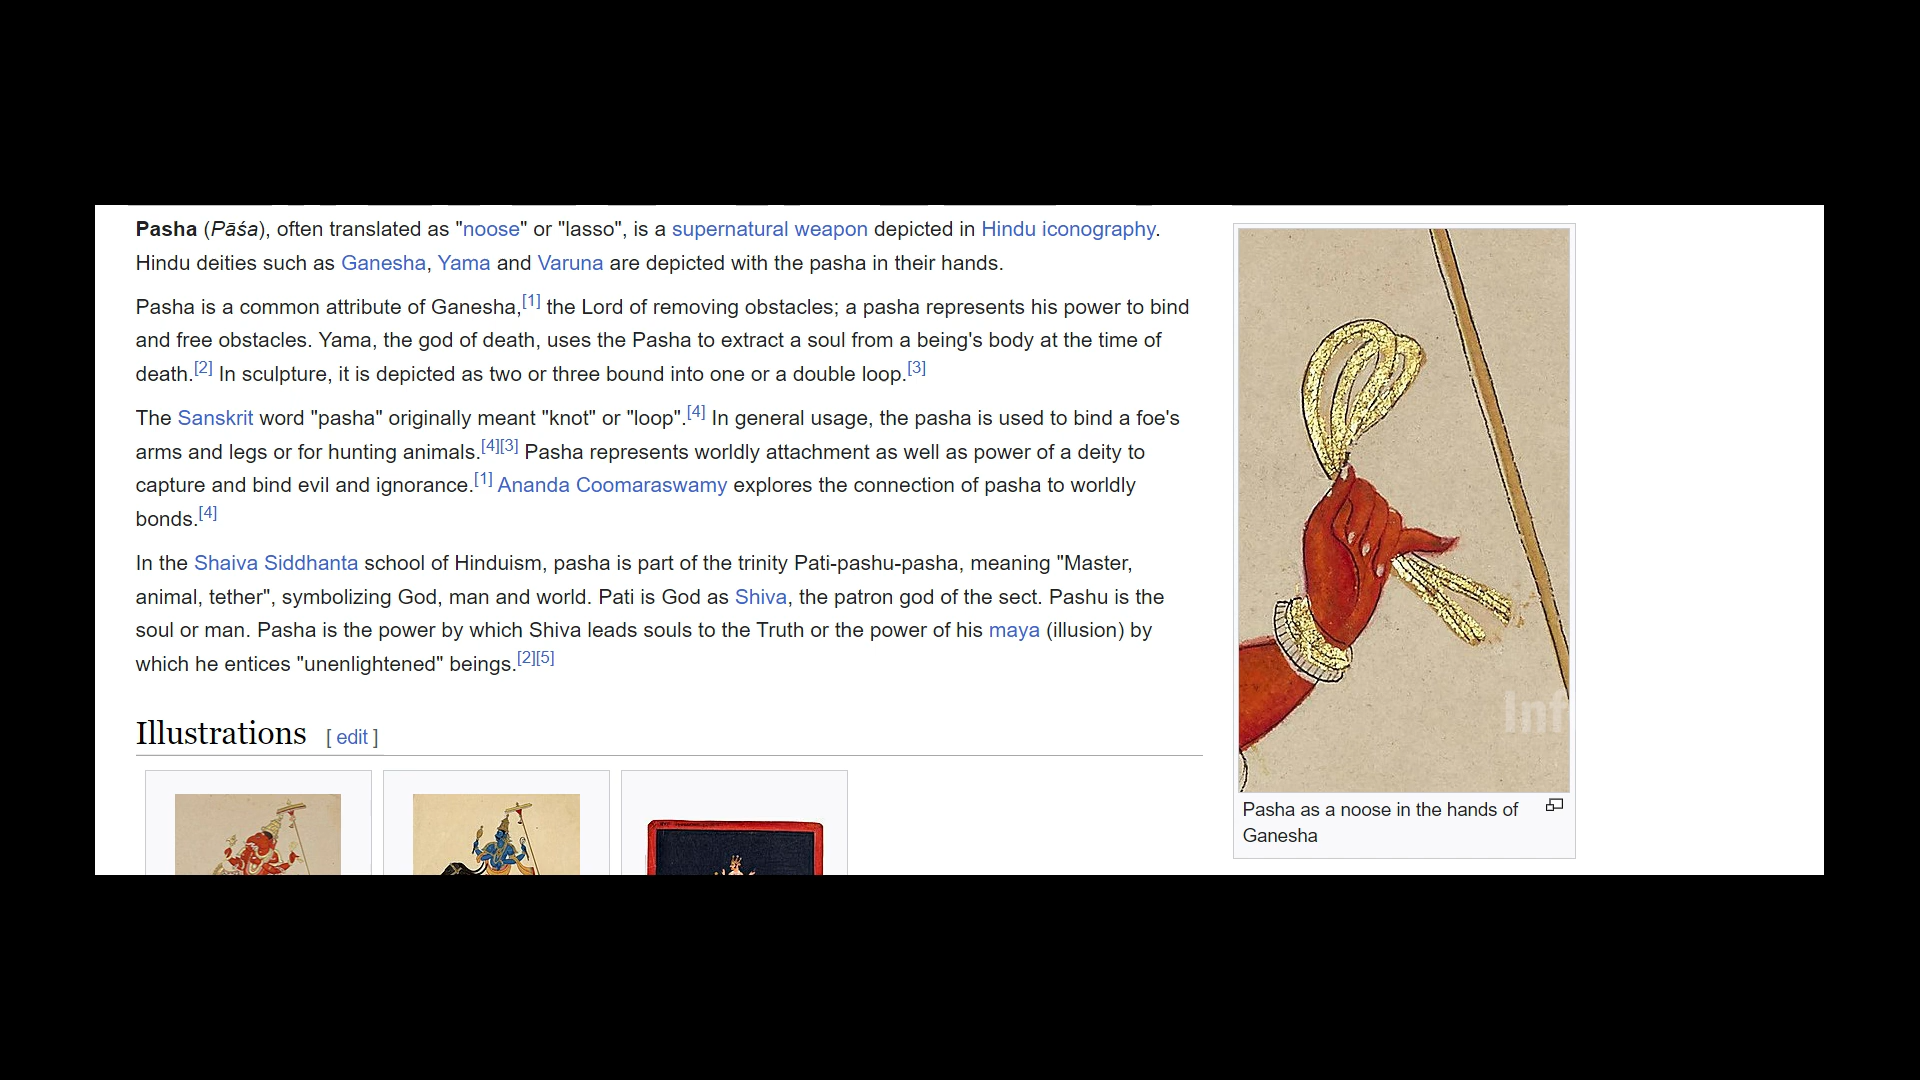 Pasha (Pāśa), often translated as "noose" or "lasso", is a supernatural weapon depicted in Hindu iconography.
Hindu deities such as Ganesha, Yama and Varuna are depicted with the pasha in their hands.
Pasha is a common attribute of Ganesha,[1] the Lord of removing obstacles; a pasha represents his power to bind
and free obstacles. Yama, the god of death, uses the Pasha to extract a soul from a being's body at the time of
death.[2] In sculpture, it is depicted as two or three bound into one or a double loop.[3]
The Sanskrit word "pasha" originally meant "knot" or "loop".[4] In general usage, the pasha is used to bind a foe's
arms and legs or for hunting animals.[4][3] Pasha represents worldly attachment as well as power of a deity to
capture and bind evil and ignorance.[1] Ananda Coomaraswamy explores the connection of pasha to worldly
bonds.[4]
In the Shaiva Siddhanta school of Hinduism, pasha is part of the trinity Pati-pashu-pasha, meaning "Master,
animal, tether", symbolizing God, man and world. Pati is God as Shiva, the patron god of the sect. Pashu is the
soul or man. Pasha is the power by which Shiva leads souls to the Truth or the power of his maya (illusion) by
which he entices "unenlightened" beings.[2][5]
Illustrations [ edit ]
Inf
Pasha as a noose in the hands of
Ganesha